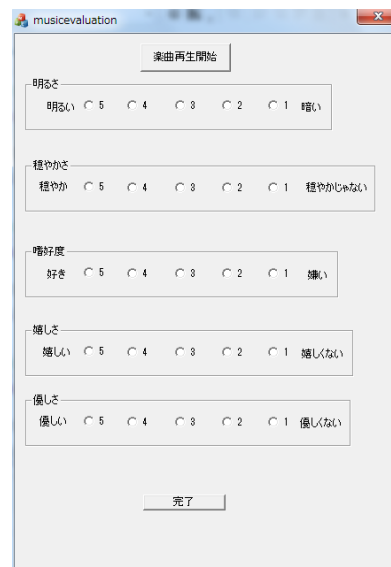 musicevaluation
楽曲再生開始
明るさ
明るい 5 4 3 2 1 暗い
穏やかさ
穏やか 5 4 3 2 1 穏やかじゃない
嗜好度
好き 5 4 3 2 1 嫌い
嬉しさ
嬉しい 5 4 3 2 1 嬉しくない
優しさ
優しい 5 4 3 2 1 優しくない
完了